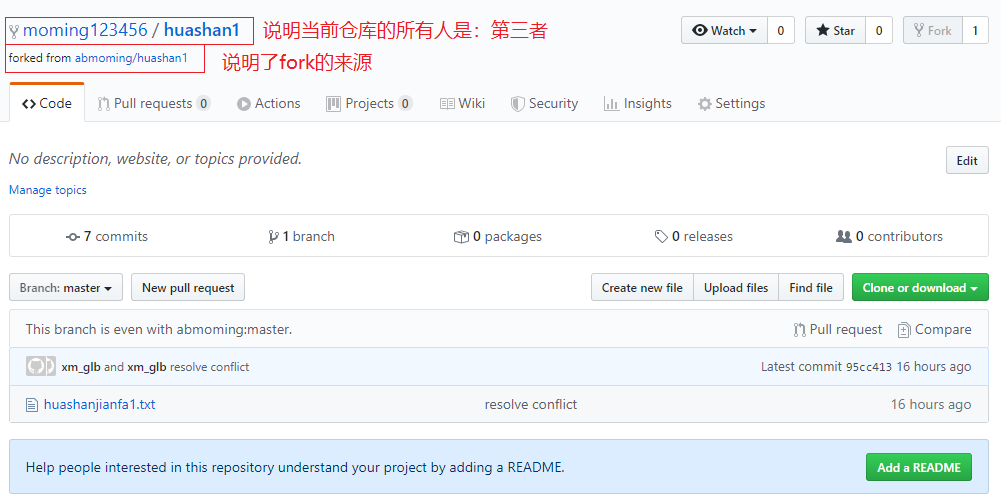 moming123456 / huashan1 说明当前仓库的所有人是：第三者
Watch 0 Star 0 Fork 1
forked from abmoming/huashan1 说明了fork的来源
Code Pull requests 0 Actions Projects 0 Wiki Security Insights Settings
No description, website, or topics provided. Edit
Manage topics
7 commits 1 branch 0 packages 0 releases 0 contributors
Branch: master New pull request Create new file Upload files Find file Clone or download
This branch is even with abmoming:master. Pull request Compare
xm_glb and xm_glb resolve conflict Latest commit 95cc413 16 hours ago
huashanjianfa1.txt resolve conflict 16 hours ago
Help people interested in this repository understand your project by adding a README. Add a README